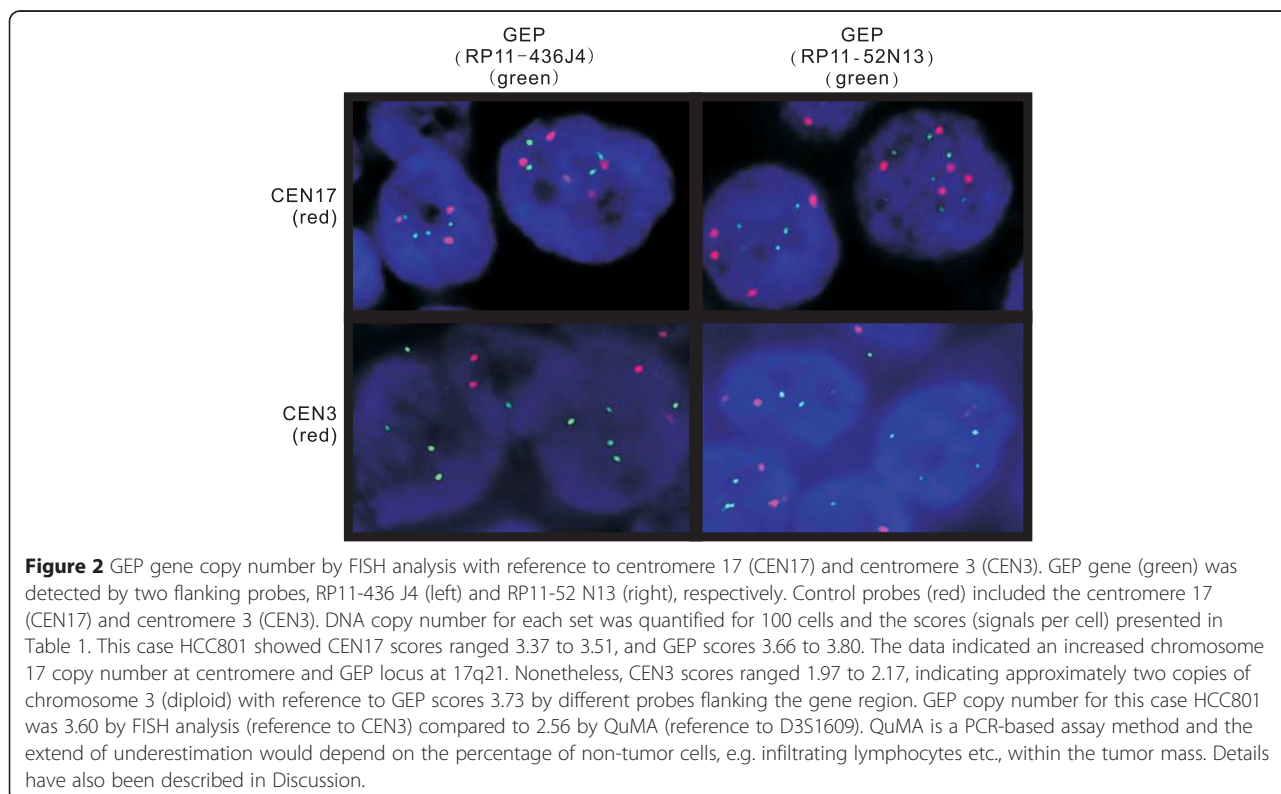 GEP
(RP11-436J4)
(green)
GEP
(RP11-52N13)
(green)
CEN17
(red)
CEN3
(red)
Figure 2 GEP gene copy number by FISH analysis with reference to centromere 17 (CEN17) and centromere 3 (CEN3). GEP gene (green) was
detected by two flanking probes, RP11-436 J4 (left) and RP11-52 N13 (right), respectively. Control probes (red) included the centromere 17
(CEN17) and centromere 3 (CEN3). DNA copy number for each set was quantified for 100 cells and the scores (signals per cell) presented in
Table 1. This case HCC801 showed CEN17 scores ranged 3.37 to 3.51, and GEP scores 3.66 to 3.80. The data indicated an increased chromosome
17 copy number at centromere and GEP locus at 17q21. Nonetheless, CEN3 scores ranged 1.97 to 2.17, indicating approximately two copies of
chromosome 3 (diploid) with reference to GEP scores 3.73 by different probes flanking the gene region. GEP copy number for this case HCC801
was 3.60 by FISH analysis (reference to CEN3) compared to 2.56 by QuMA (reference to D3S1609). QuMA is a PCR-based assay method and the
extend of underestimation would depend on the percentage of non-tumor cells, e.g. infiltrating lymphocytes etc., within the tumor mass. Details
have also been described in Discussion.